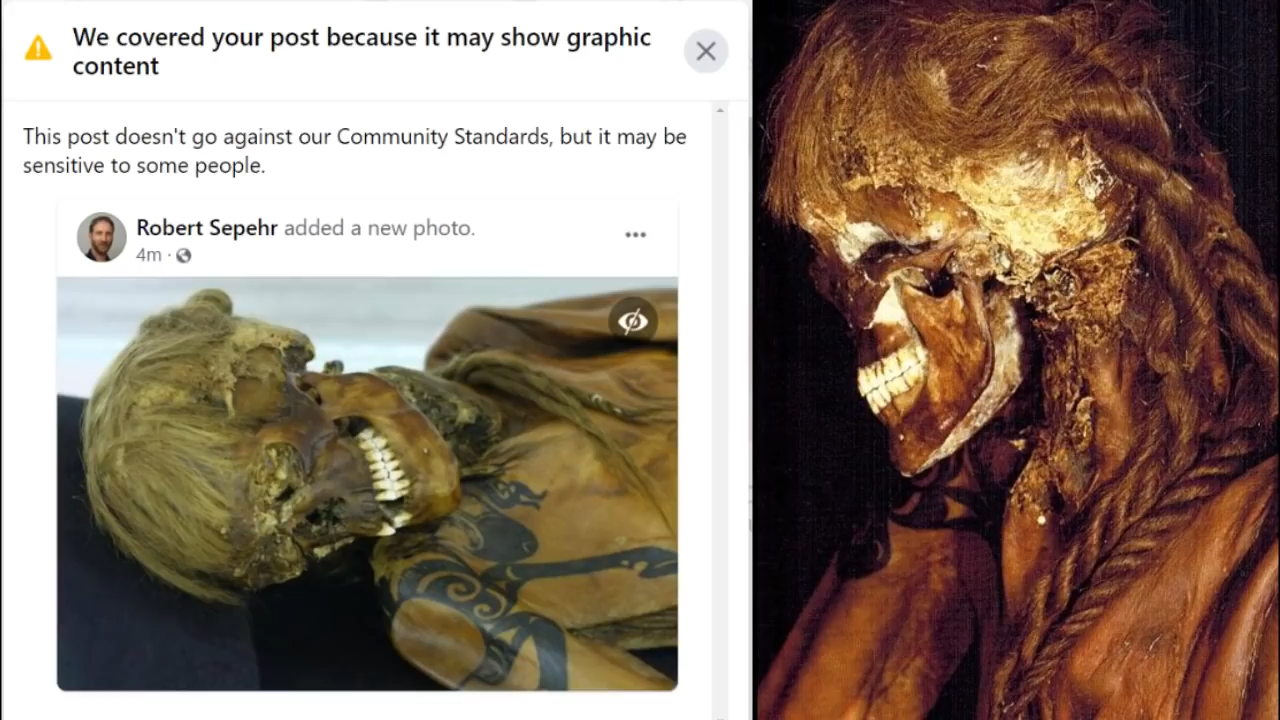 We covered your post because it may show graphic
content
This post doesn't go against our Community Standards, but it may be
sensitive to some people.
Robert Sepehr added a new photo.
4m ·